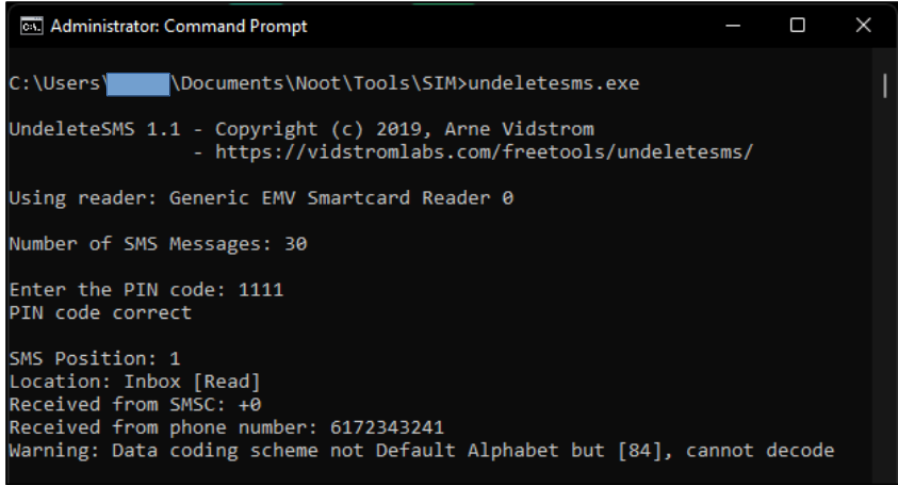 Administrator: Command Prompt
C:\Users\ \Documents\Noot\Tools\SIM>undeletesms.exe
UndeleteSMS 1.1 - Copyright (c) 2019, Arne Vidstrom
- https://vidstromlabs.com/freetools/undeletesms/
Using reader: Generic EMV Smartcard Reader 0
Number of SMS Messages: 30
Enter the PIN code: 1111
PIN code correct
SMS Position: 1
Location: Inbox [Read]
Received from SMSC: +0
Received from phone number: 6172343241
Warning: Data coding scheme not Default Alphabet but [84], cannot decode